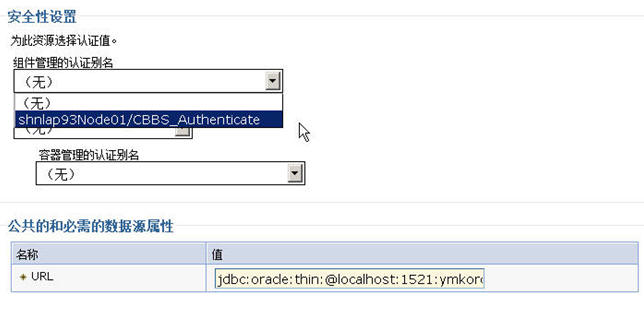 安全性设置
为此资源选择认证值。
组件管理的认证别名
（无）
（无）
shnlap93Node01/CBBS_Authenticate
（无）
容器管理的认证别名
（无）
公共的和必需的数据源属性
名称 值
URL jdbc:oracle:thin:@localhost:1521:ymkorc